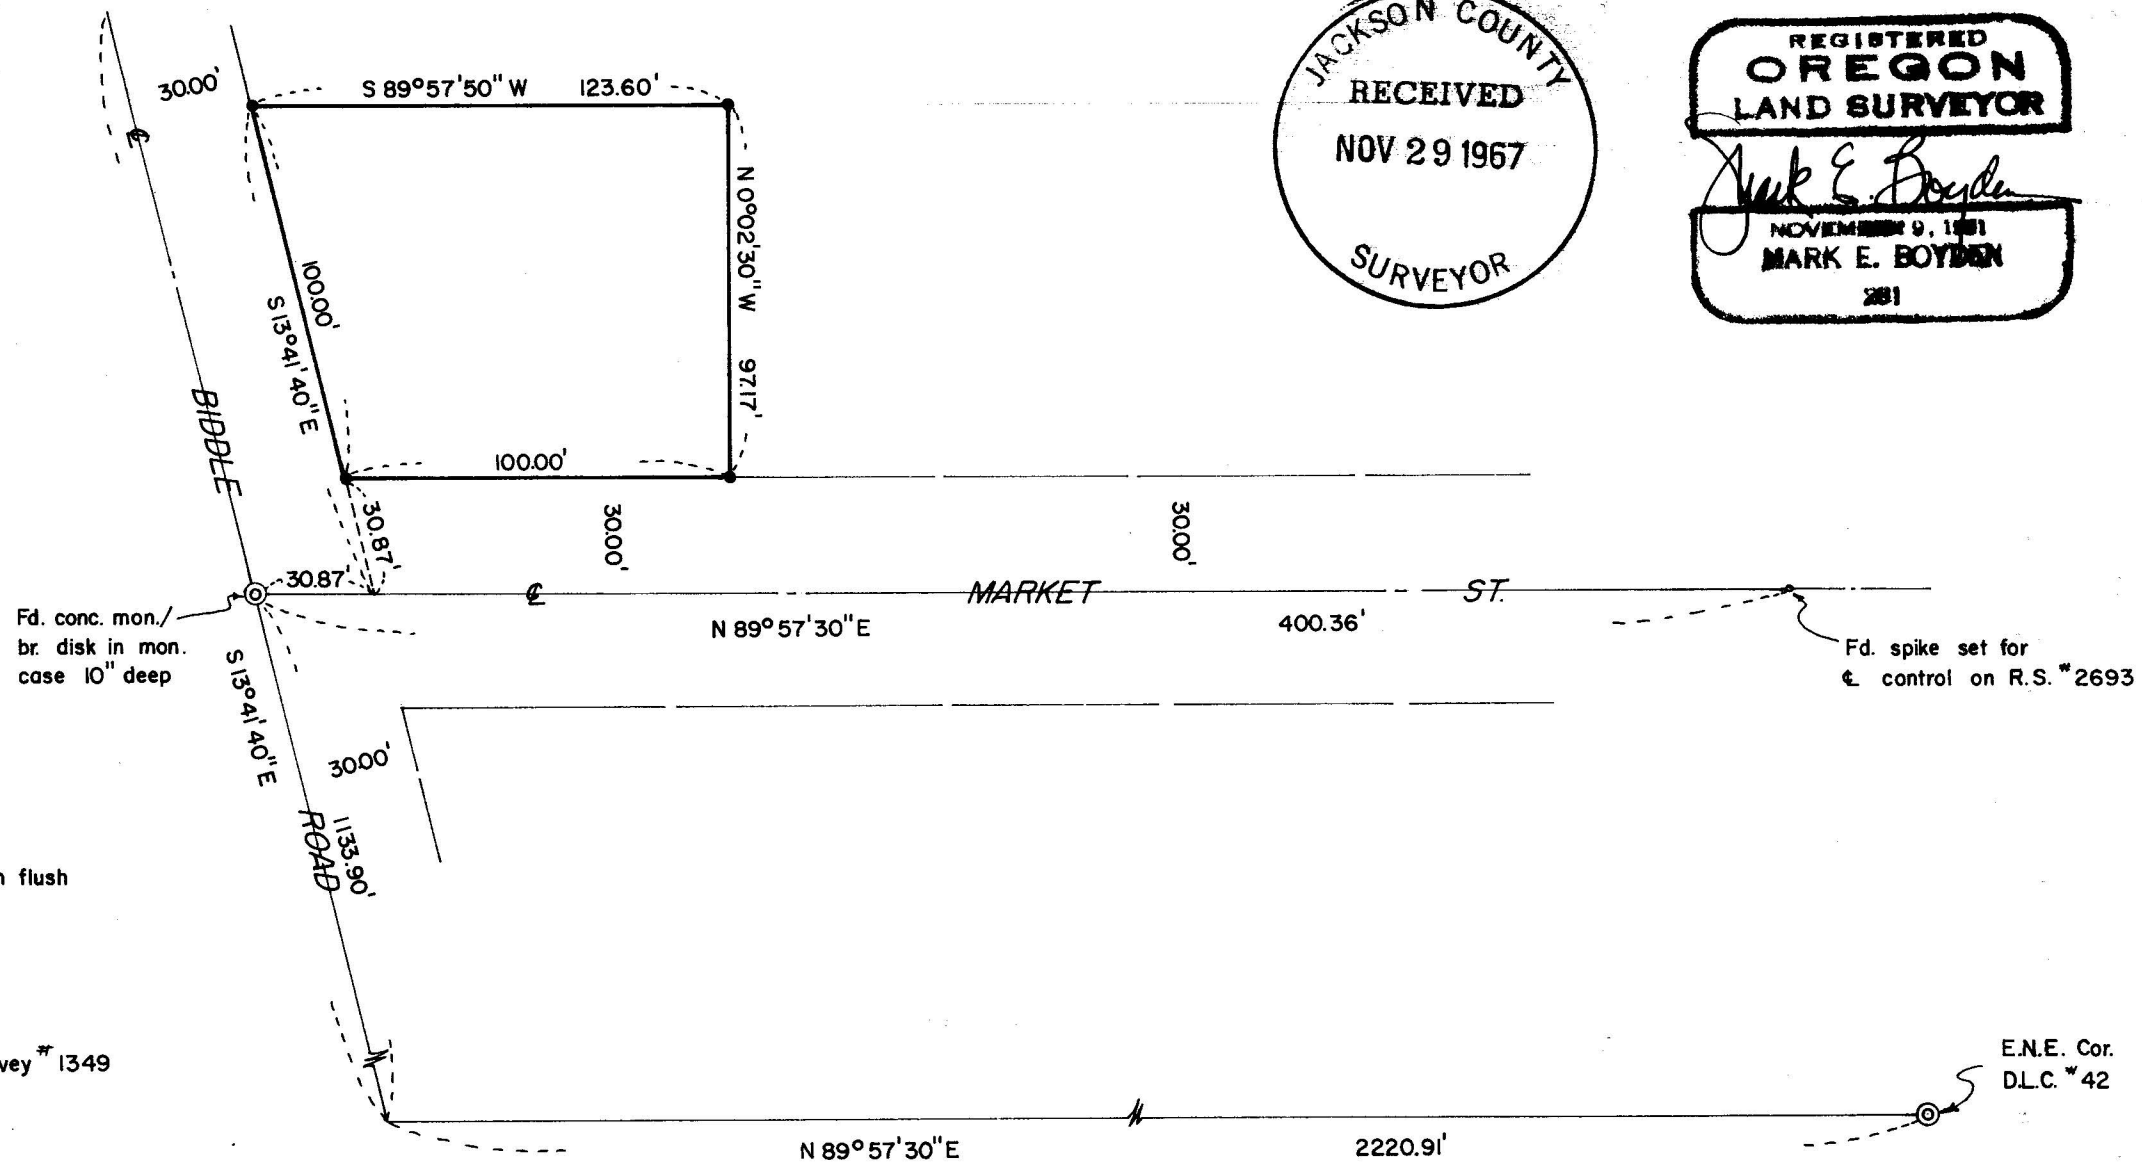 30.00'
S 89°57'50" W 123.60'
℄
N 0°02'30" W 97.17'
100.00'
S 13°41'40" E
100.00'
BIDDLE
30.87'
30.00'
30.00'
30.87'
℄
MARKET ST.
N 89°57'30" E 400.36'
Fd. conc. mon./
br. disk in mon.
case 10" deep
Fd. spike set for
℄ control on R.S. #2693
S 13°41'40" E
30.00'
ROAD
1133.90'
flush
vey # 1349
E.N.E. Cor.
D.L.C. #42
N 89°57'30" E 2220.91'
JACKSON COUNTY
RECEIVED
NOV 29 1967
SURVEYOR
REGISTERED
OREGON
LAND SURVEYOR
Mark E. Boyden
9,
MARK E. BOYDEN